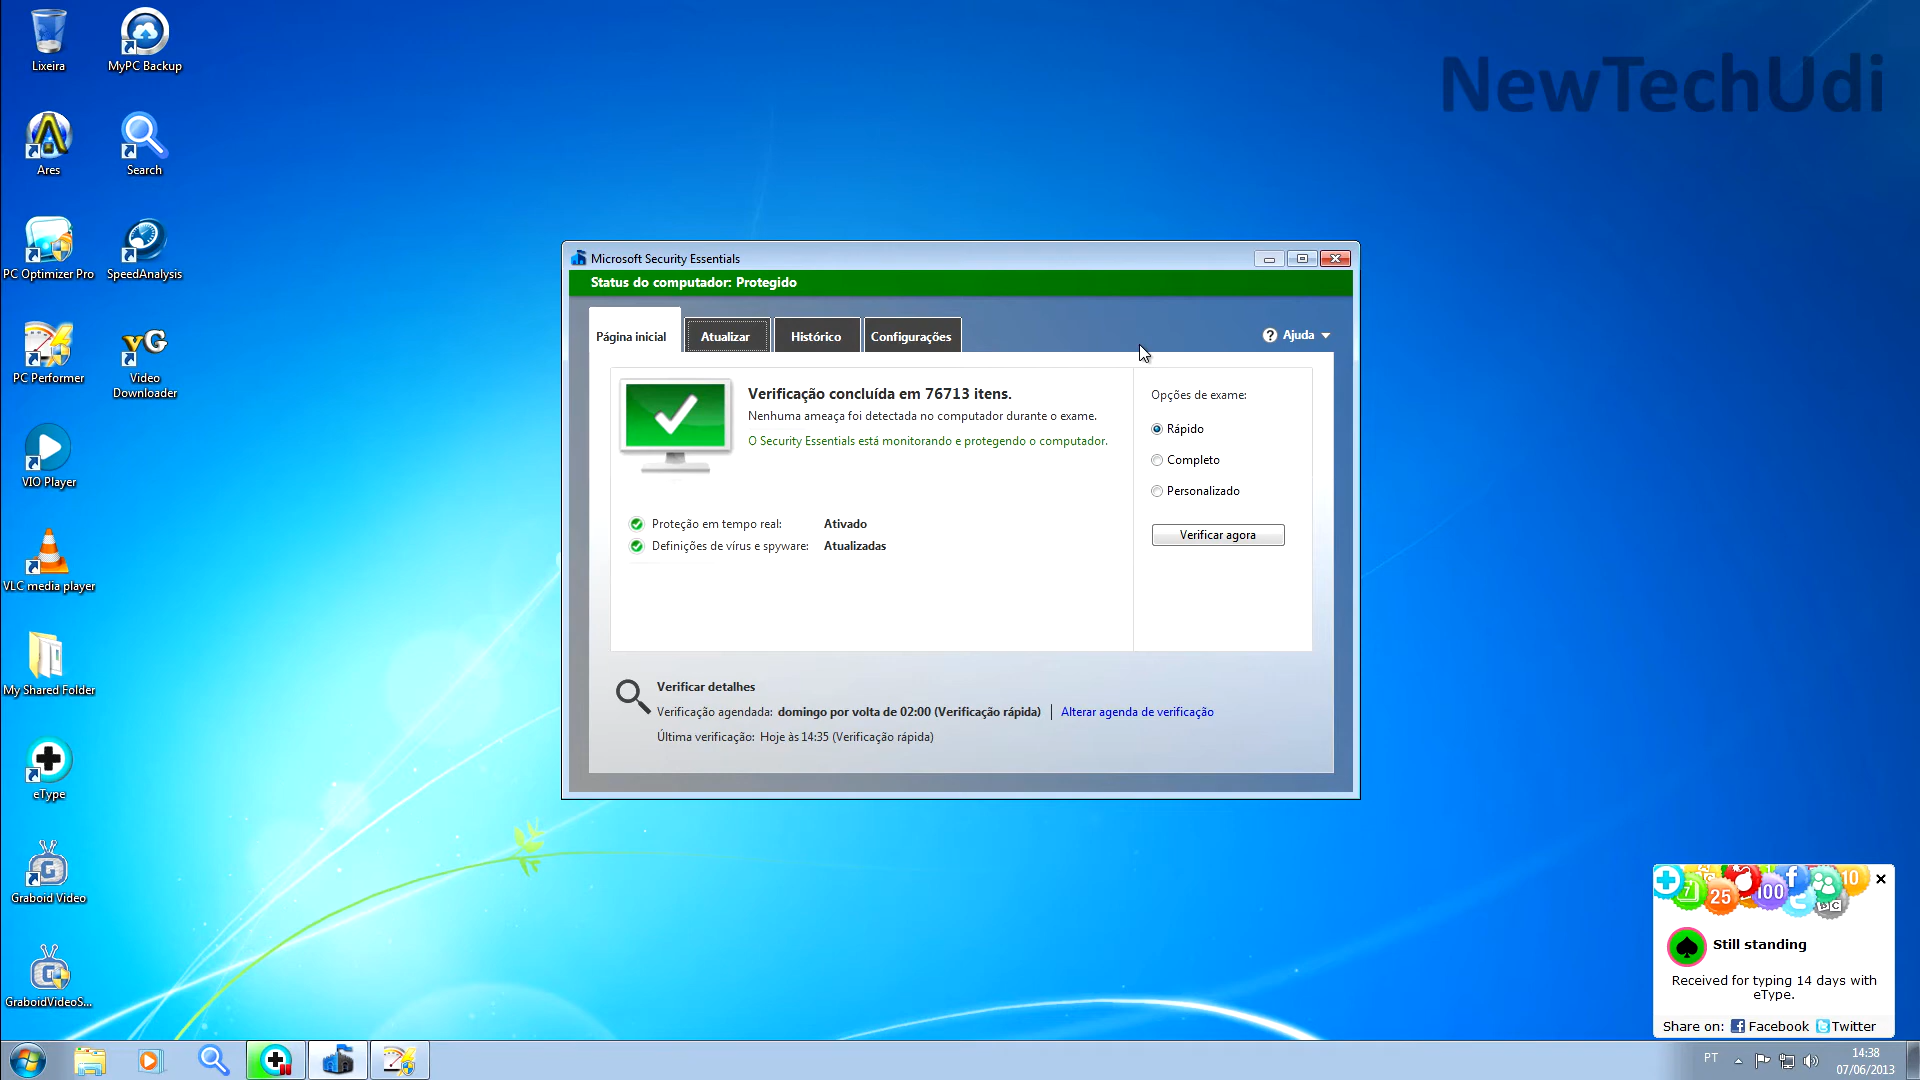 Lixeira
MyPC Backup
Ares
Search
PC Optimizer Pro
SpeedAnalysis
PC Performer
Video
Downloader
VIO Player
VLC media player
My Shared Folder
eType
Graboid Video
GraboidVideoS...
NewTechUdi
Microsoft Security Essentials
Status do computador: Protegido
Página inicial
Atualizar
Histórico
Configurações
Ajuda
Verificação concluída em 76713 itens.
Nenhuma ameaça foi detectada no computador durante o exame.
O Security Essentials está monitorando e protegendo o computador.
Proteção em tempo real: Ativado
Definições de vírus e spyware: Atualizadas
Opções de exame:
Rápido
Completo
Personalizado
Verificar agora
Verificar detalhes
Verificação agendada: domingo por volta de 02:00 (Verificação rápida) | Alterar agenda de verificação
Última verificação: Hoje às 14:35 (Verificação rápida)
7 25 100 10
Still standing
Received for typing 14 days with
eType.
Share on: Facebook Twitter
PT
14:38
07/06/2013